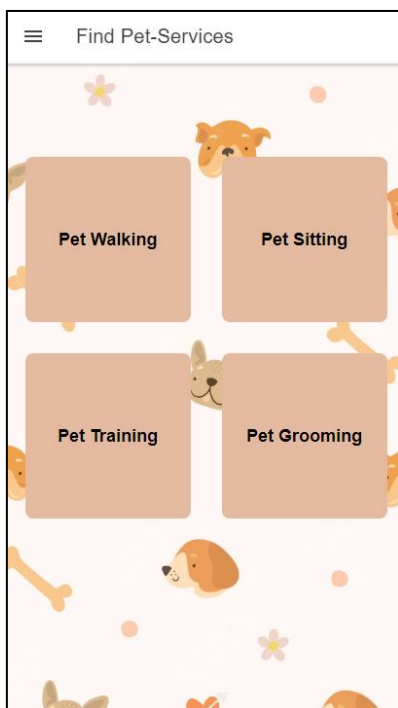 Find Pet-Services
Pet Walking
Pet Sitting
Pet Training
Pet Grooming